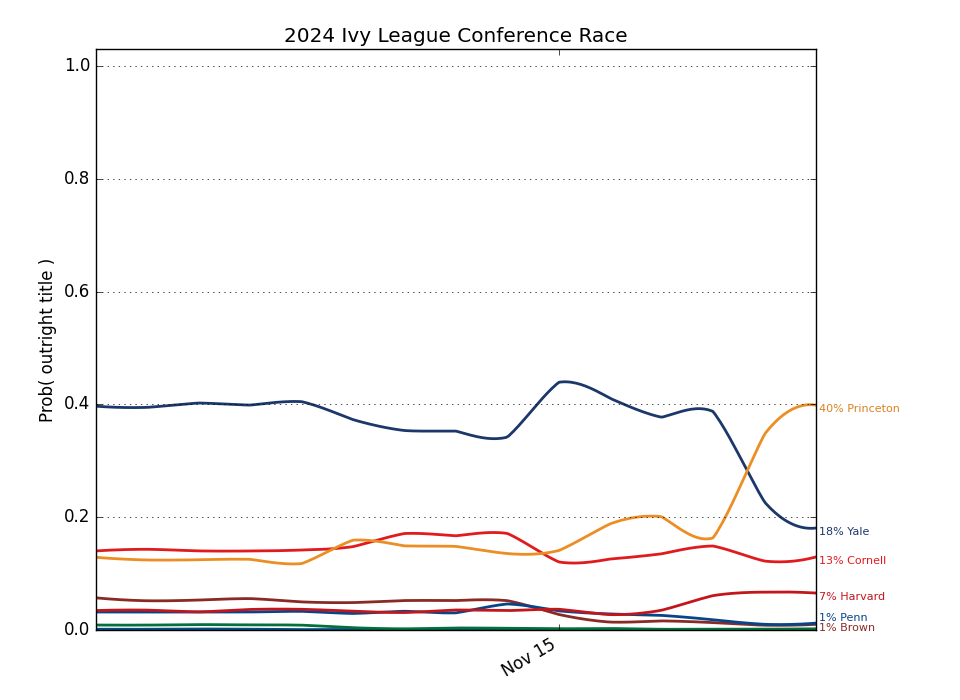 2024 Ivy League Conference Race
1.0
0.8
0.6
0.4
0.2
0.0
Prob( outright title )
Nov 15
40% Princeton
18% Yale
13% Cornell
7% Harvard
1% Penn
1% Brown